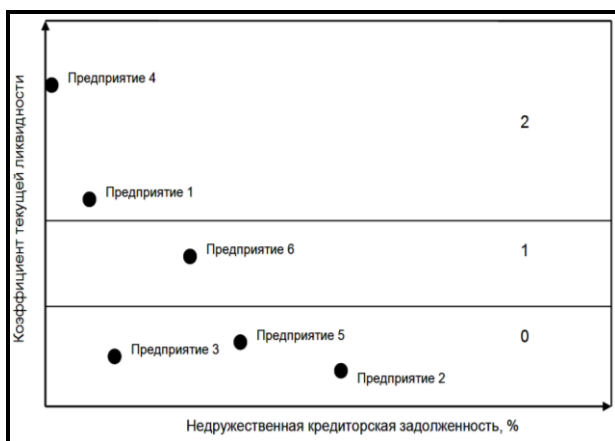 Коэффициент текущей ликвидности
Предприятие 4
2
Предприятие 1
Предприятие 6
1
Предприятие 5
0
Предприятие 3
Предприятие 2
Недружественная кредиторская задолженность, %